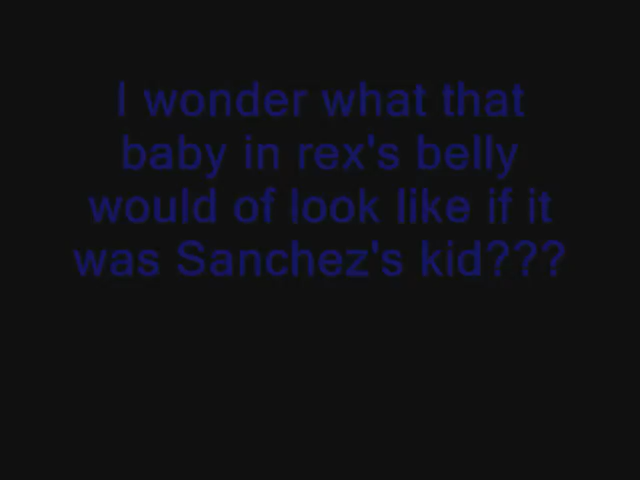 I wonder what that
baby in rex's belly
would of look like if it
was Sanchez's kid???